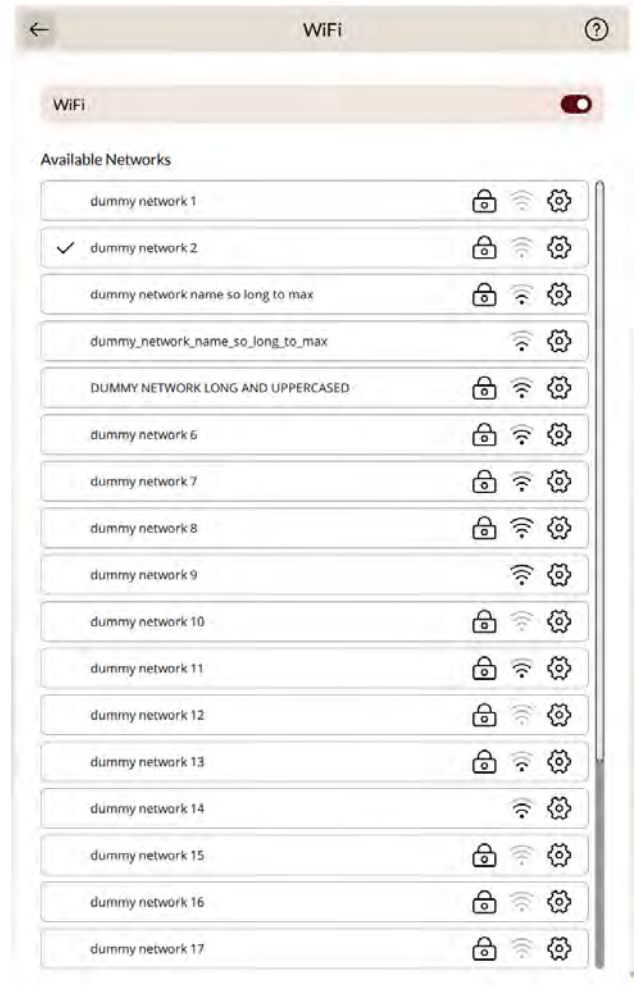 WiFi
WiFi
Available Networks
dummy network 1
dummy network 2
dummy network name so long to max
dummy_network_name_so_long_to_max
DUMMY NETWORK LONG AND UPPERCASED
dummy network 6
dummy network 7
dummy network 8
dummy network 9
dummy network 10
dummy network 11
dummy network 12
dummy network 13
dummy network 14
dummy network 15
dummy network 16
dummy network 17